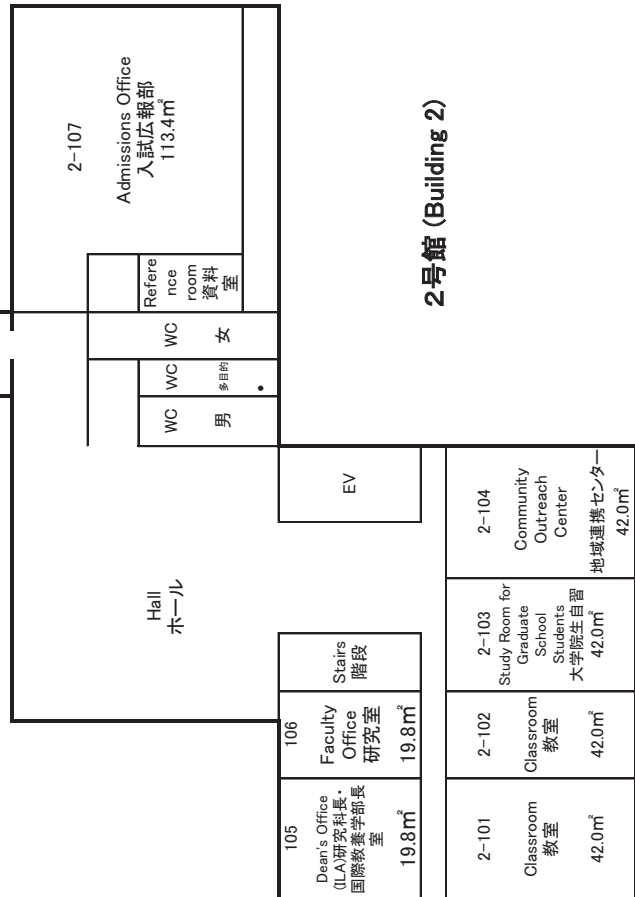 2-107
Admissions Office
入試広報部
113.4㎡
Refere
nce
room
資料
室
WC
女
WC
多目的
WC
男
2号館 (Building 2)
Hall
ホール
EV
Stairs
階段
106
Faculty
Office
研究室
19.8㎡
105
Dean's Office
(ILA)研究科長・
国際教養学部長
室
19.8㎡
2-104
Community
Outreach
Center
地域連携センター
42.0㎡
2-103
Study Room for
Graduate
School
Students
大学院生自習
42.0㎡
2-102
Classroom
教室
42.0㎡
2-101
Classroom
教室
42.0㎡